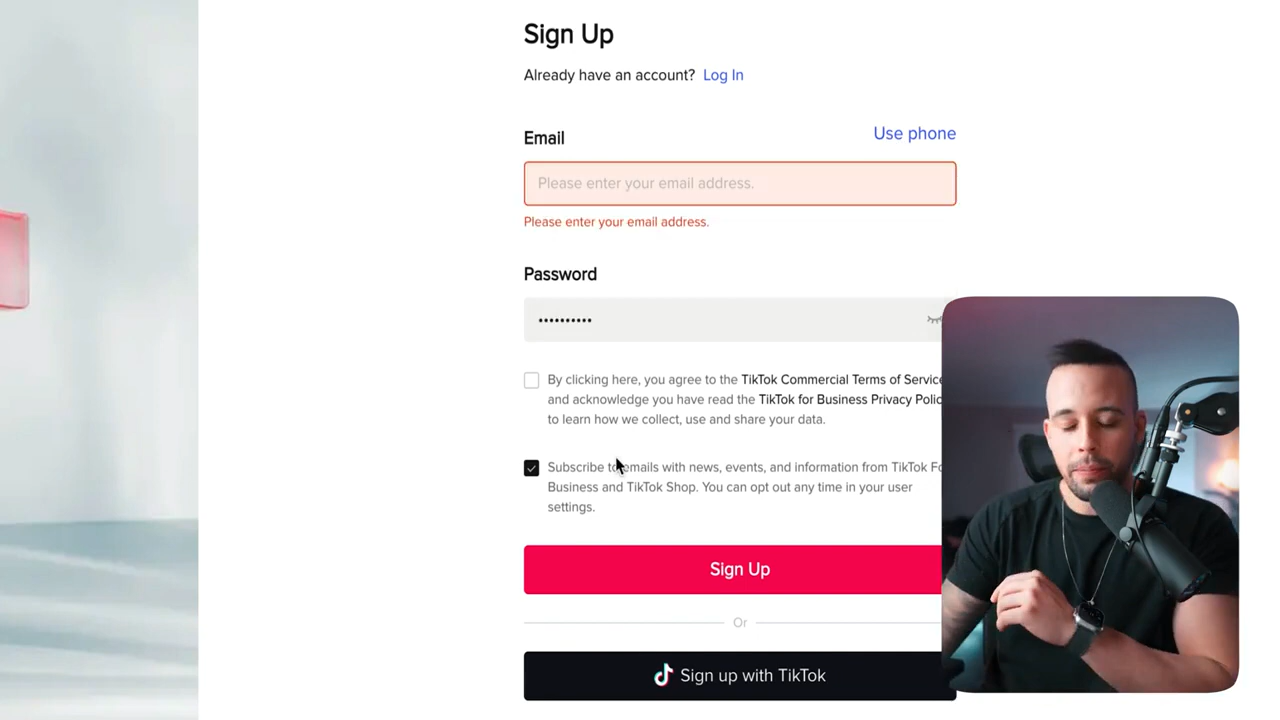 Sign Up
Already have an account? Log In
Email
Use phone
Please enter your email address.
Please enter your email address.
Password
••••••••••
By clicking here, you agree to the TikTok Commercial Terms of Service
and acknowledge you have read the TikTok for Business Privacy Polic
to learn how we collect, use and share your data.
Subscribe to emails with news, events, and information from TikTok Fo
Business and TikTok Shop. You can opt out any time in your user
settings.
Sign Up
Or
Sign up with TikTok